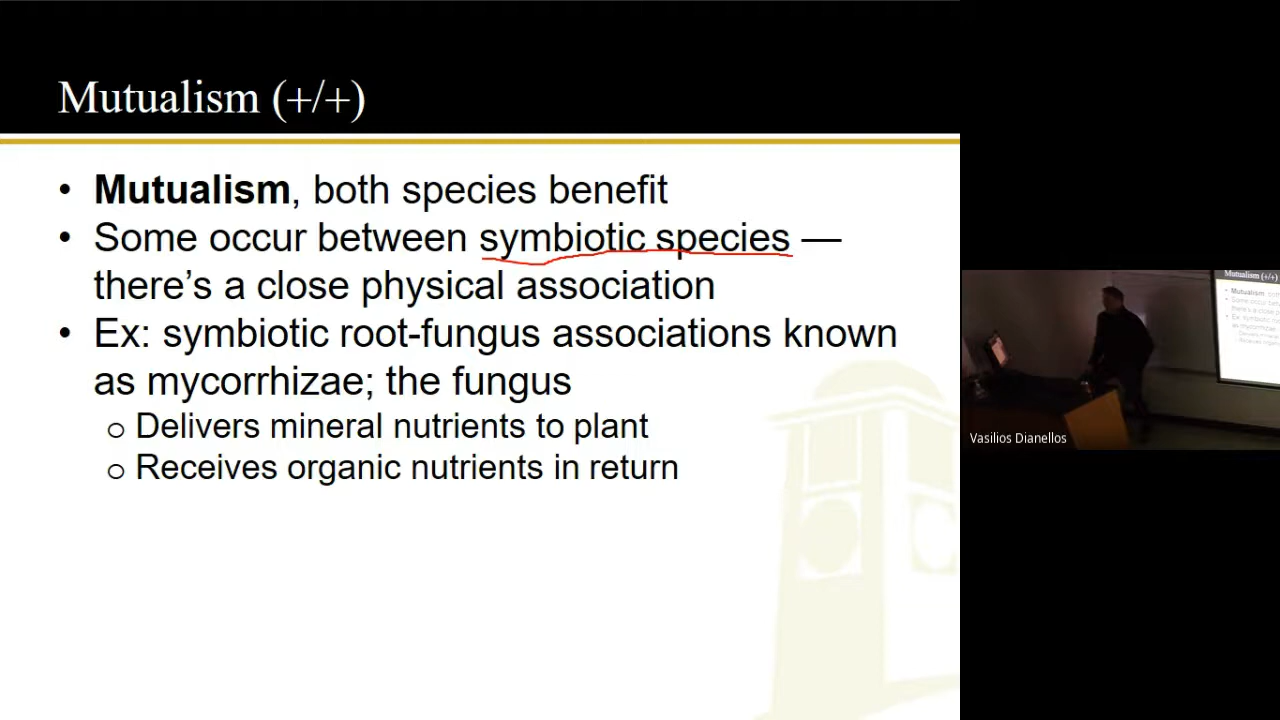 Mutualism (+/+)
• Mutualism, both species benefit
• Some occur between symbiotic species —
there’s a close physical association
• Ex: symbiotic root-fungus associations known
as mycorrhizae; the fungus
o Delivers mineral nutrients to plant
o Receives organic nutrients in return
Mutualism (+/+)
Vasilios Dianellos